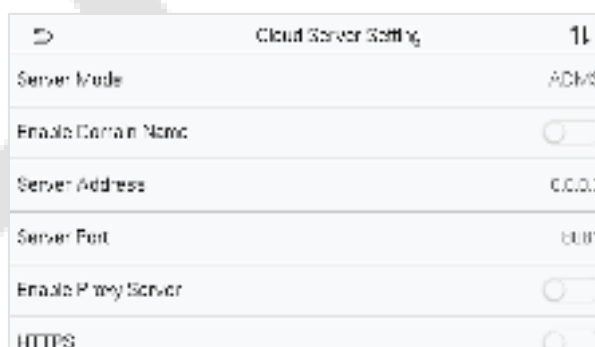 Cloud Server Setting
Server Mode ADMS
Enable Domain Name
Server Address
Server Port
Enable Proxy Server
HTTPS